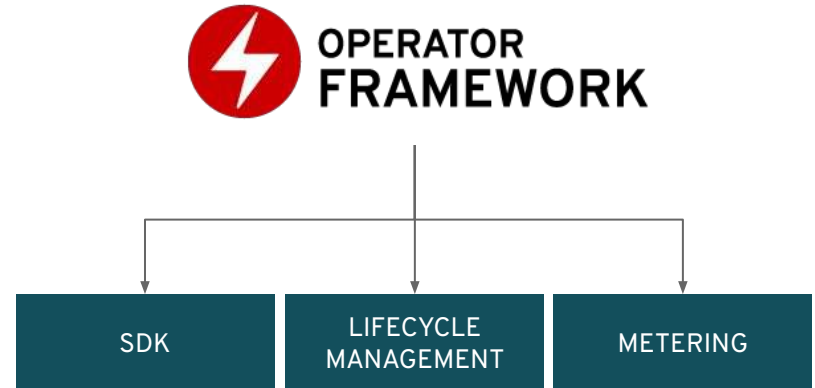 OPERATOR
FRAMEWORK
SDK
LIFECYCLE
MANAGEMENT
METERING